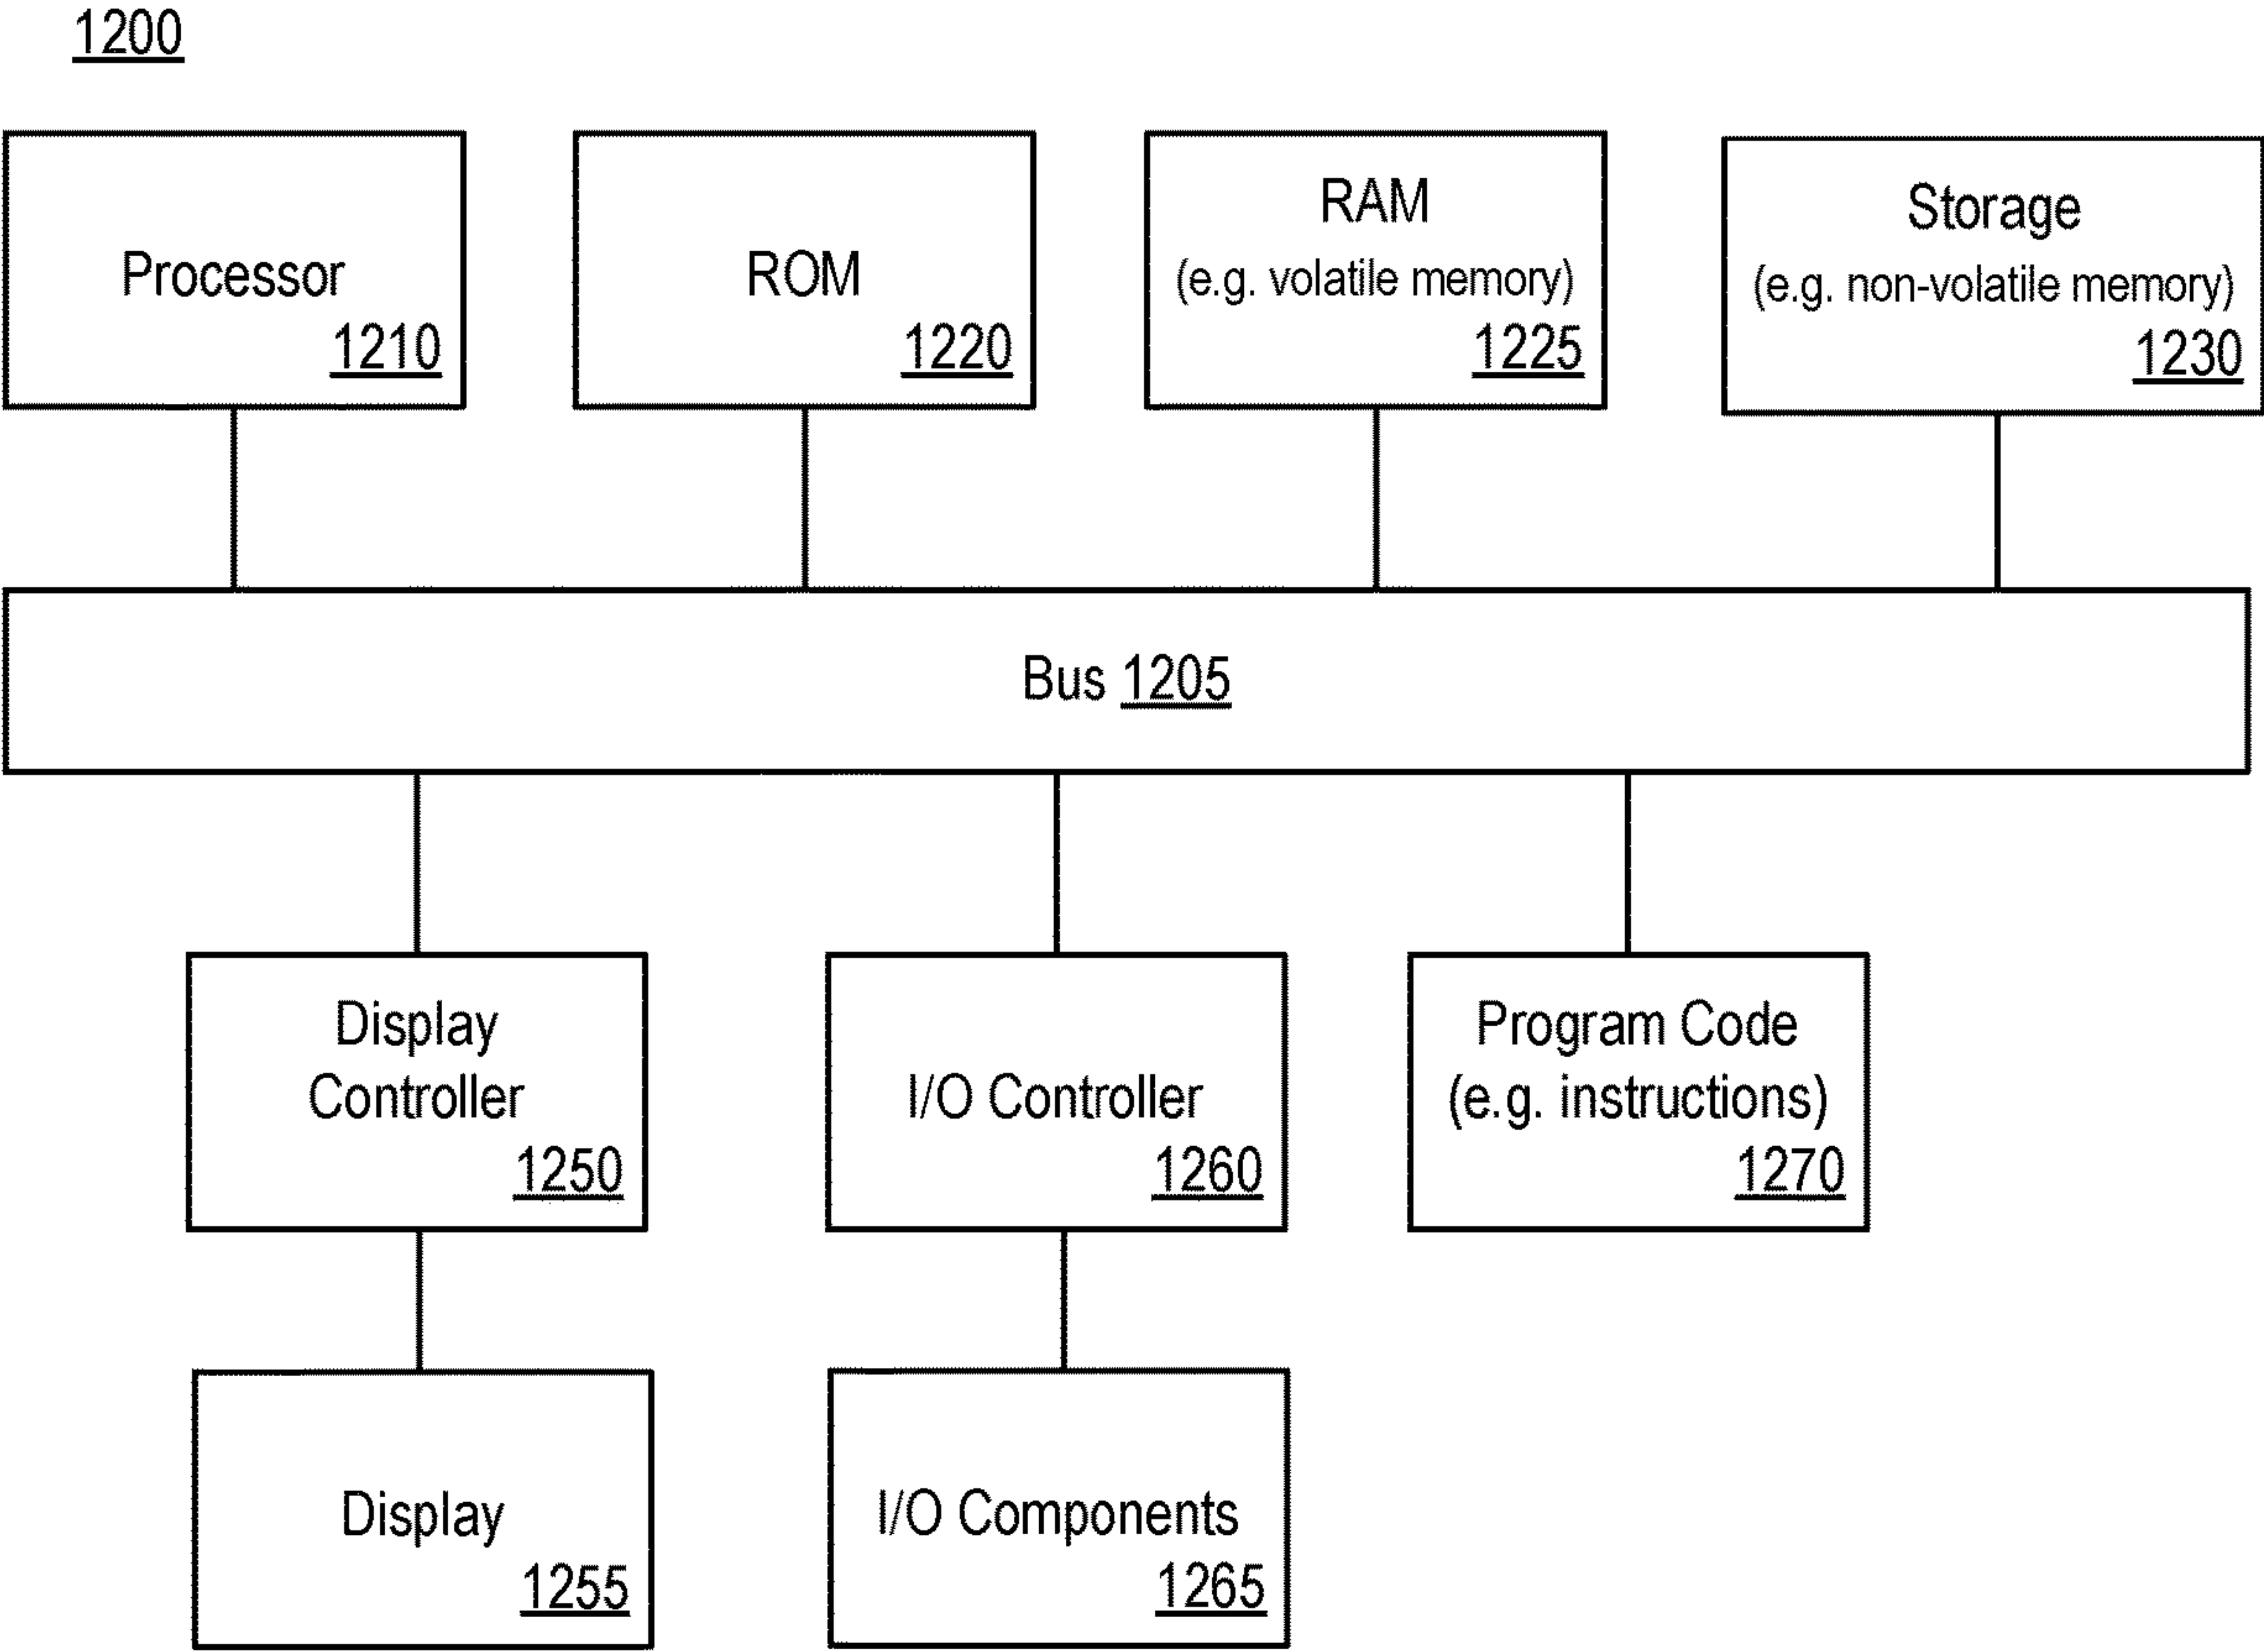 1200
Processor
1210
ROM
1220
RAM
(e.g. volatile memory)
1225
Storage
(e.g. non-volatile memory)
1230
Bus 1205
Display
Controller
1250
I/O Controller
1260
Program Code
(e.g. instructions)
1270
Display
1255
I/O Components
1265